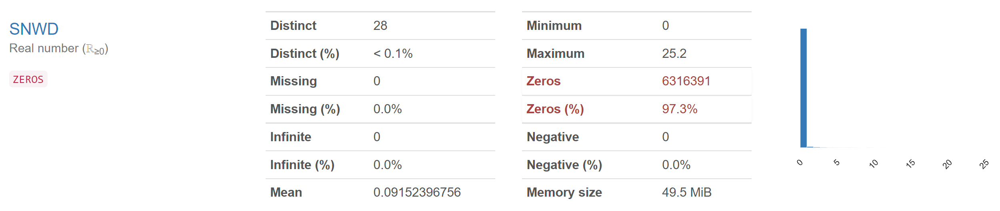 SNWD
Real number (ℝ≥0)
ZEROS
Distinct 28
Distinct (%) < 0.1%
Missing 0
Missing (%) 0.0%
Infinite 0
Infinite (%) 0.0%
Mean 0.09152396756
Minimum 0
Maximum 25.2
Zeros 6316391
Zeros (%) 97.3%
Negative 0
Negative (%) 0.0%
Memory size 49.5 MiB
0 5 10 15 20 25